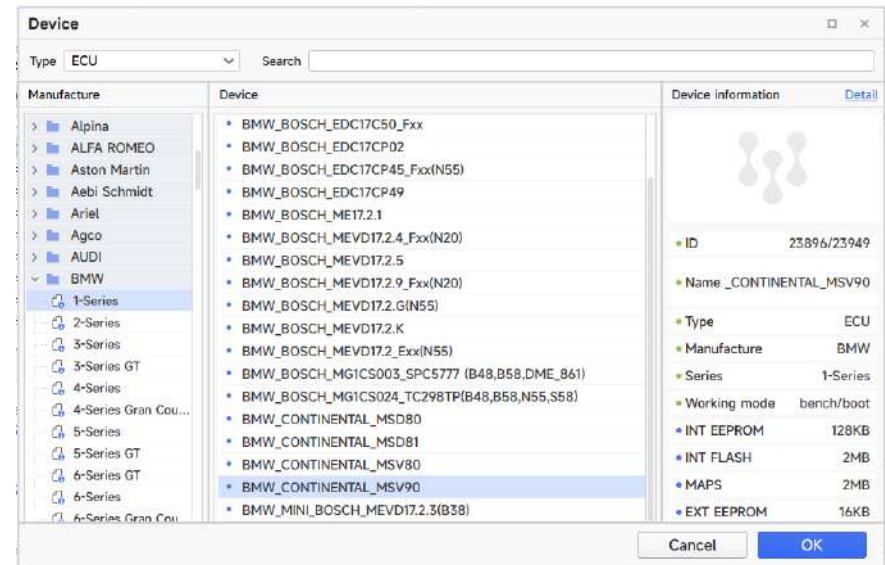 Device
Type ECU Search
Manufacture
Alpina
ALFA ROMEO
Aston Martin
Aebi Schmidt
Ariel
Agco
AUDI
BMW
1-Series
2-Series
3-Series
3-Series GT
4-Series
4-Series Gran Cou...
5-Series
5-Series GT
6-Series GT
6-Series
6-Series Gran Cou
Device
BMW_BOSCH_EDC17C50_Fxx
BMW_BOSCH_EDC17CP02
BMW_BOSCH_EDC17CP45_Fxx(N55)
BMW_BOSCH_EDC17CP49
BMW_BOSCH_ME17.2.1
BMW_BOSCH_MEVD17.2.4_Fxx(N20)
BMW_BOSCH_MEVD17.2.5
BMW_BOSCH_MEVD17.2.9_Fxx(N20)
BMW_BOSCH_MEVD17.2.G(N55)
BMW_BOSCH_MEVD17.2.K
BMW_BOSCH_MEVD17.2_Exx(N55)
BMW_BOSCH_MG1CS003_SPC5777 (B48,B58,DME_861)
BMW_BOSCH_MG1CS024_TC298TP(B48,B58,N55,S58)
BMW_CONTINENTAL_MSD80
BMW_CONTINENTAL_MSD81
BMW_CONTINENTAL_MSV80
BMW_CONTINENTAL_MSV90
BMW_MINI_BOSCH_MEVD17.2.3(B38)
Device information Detail
ID 23896/23949
Name _CONTINENTAL_MSV90
Type ECU
Manufacture BMW
Series 1-Series
Working mode bench/boot
INT EEPROM 128KB
INT FLASH 2MB
MAPS 2MB
EXT EEPROM 16KB
Cancel OK